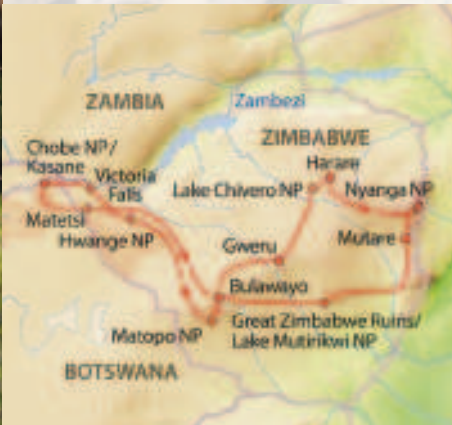 ZAMBIA
Zambezi
ZIMBABWE
Chobe NP/
Kasane
Victoria
Falls
Harare
Lake Chivero NP
Nyanga NP
Matetsi
Hwange NP
Mutare
Gweru
Bulawayo
Matopo NP
Great Zimbabwe Ruins/
Lake Mutirikwi NP
BOTSWANA